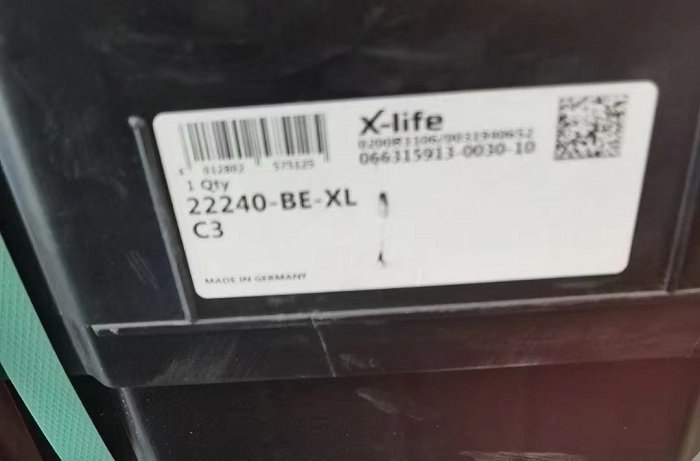 X-life
066315913-0030-10
1 Qty
22240-BE-XL
C3
MADE IN GERMANY